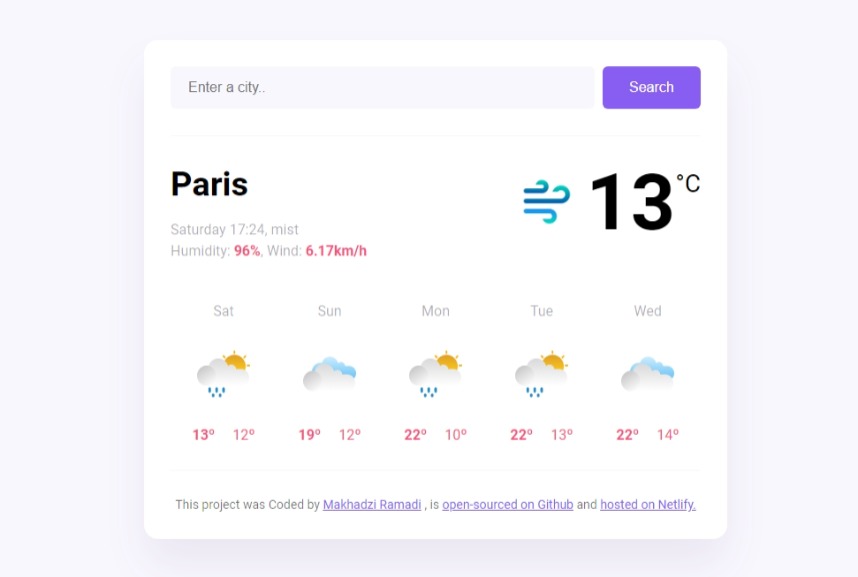 Enter a city..
Search
Paris
13 °C
Saturday 17:24, mist
Humidity: 96%, Wind: 6.17km/h
Sat Sun Mon Tue Wed
13º 12º 19º 12º 22º 10º 22º 13º 22º 14º
This project was Coded by Makhadzi Ramadi , is open-sourced on Github and hosted on Netlify.